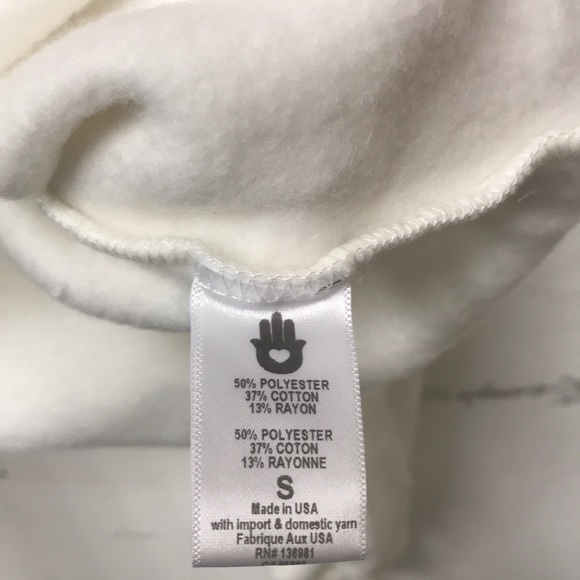 50% POLYESTER
37% COTTON
13% RAYON
50% POLYESTER
37% COTON
13% RAYONNE
S
Made in USA
with import & domestic yarn
Fabrique Aux USA
RN# 136981